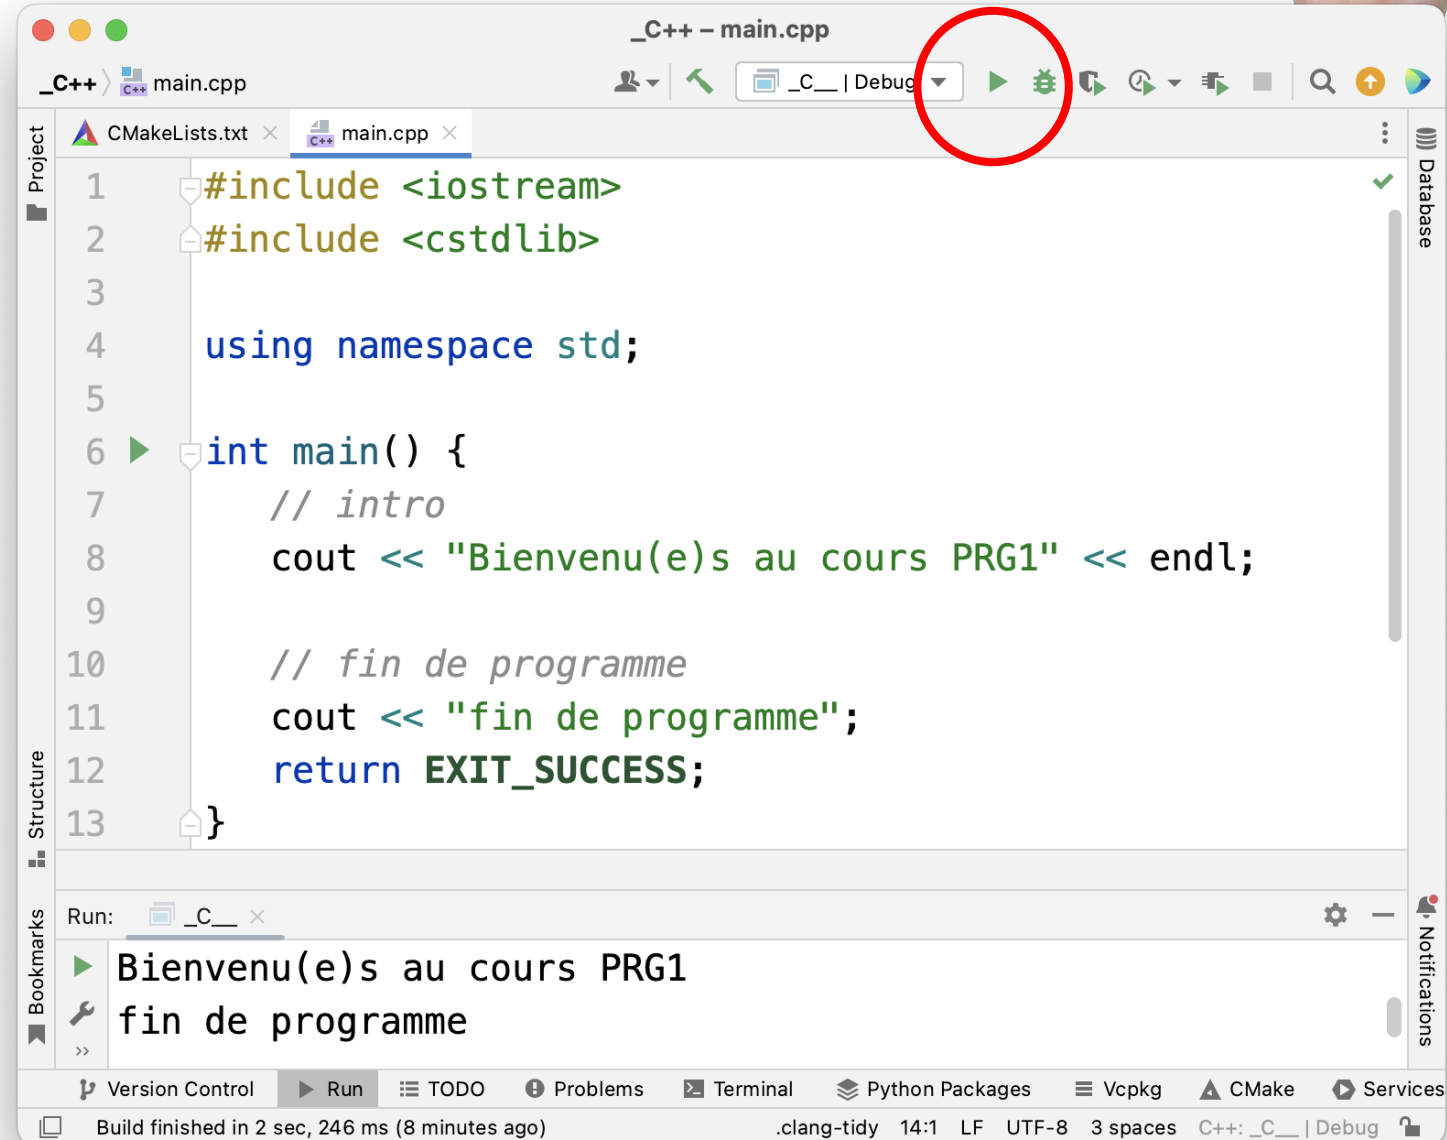 _C++ – main.cpp
_C++ main.cpp _C__ | Debug
CMakeLists.txt main.cpp
Project
Database
1 #include <iostream>
2 #include <cstdlib>
3
4 using namespace std;
5
6 int main() {
7 // intro
8 cout << "Bienvenu(e)s au cours PRG1" << endl;
9
10 // fin de programme
11 cout << "fin de programme";
12 return EXIT_SUCCESS;
13 }
Structure
Bookmarks
Notifications
Run: _C__
Bienvenu(e)s au cours PRG1
fin de programme
Version Control Run TODO Problems Terminal Python Packages Vcpkg CMake Services
Build finished in 2 sec, 246 ms (8 minutes ago) .clang-tidy 14:1 LF UTF-8 3 spaces C++: _C__ | Debug